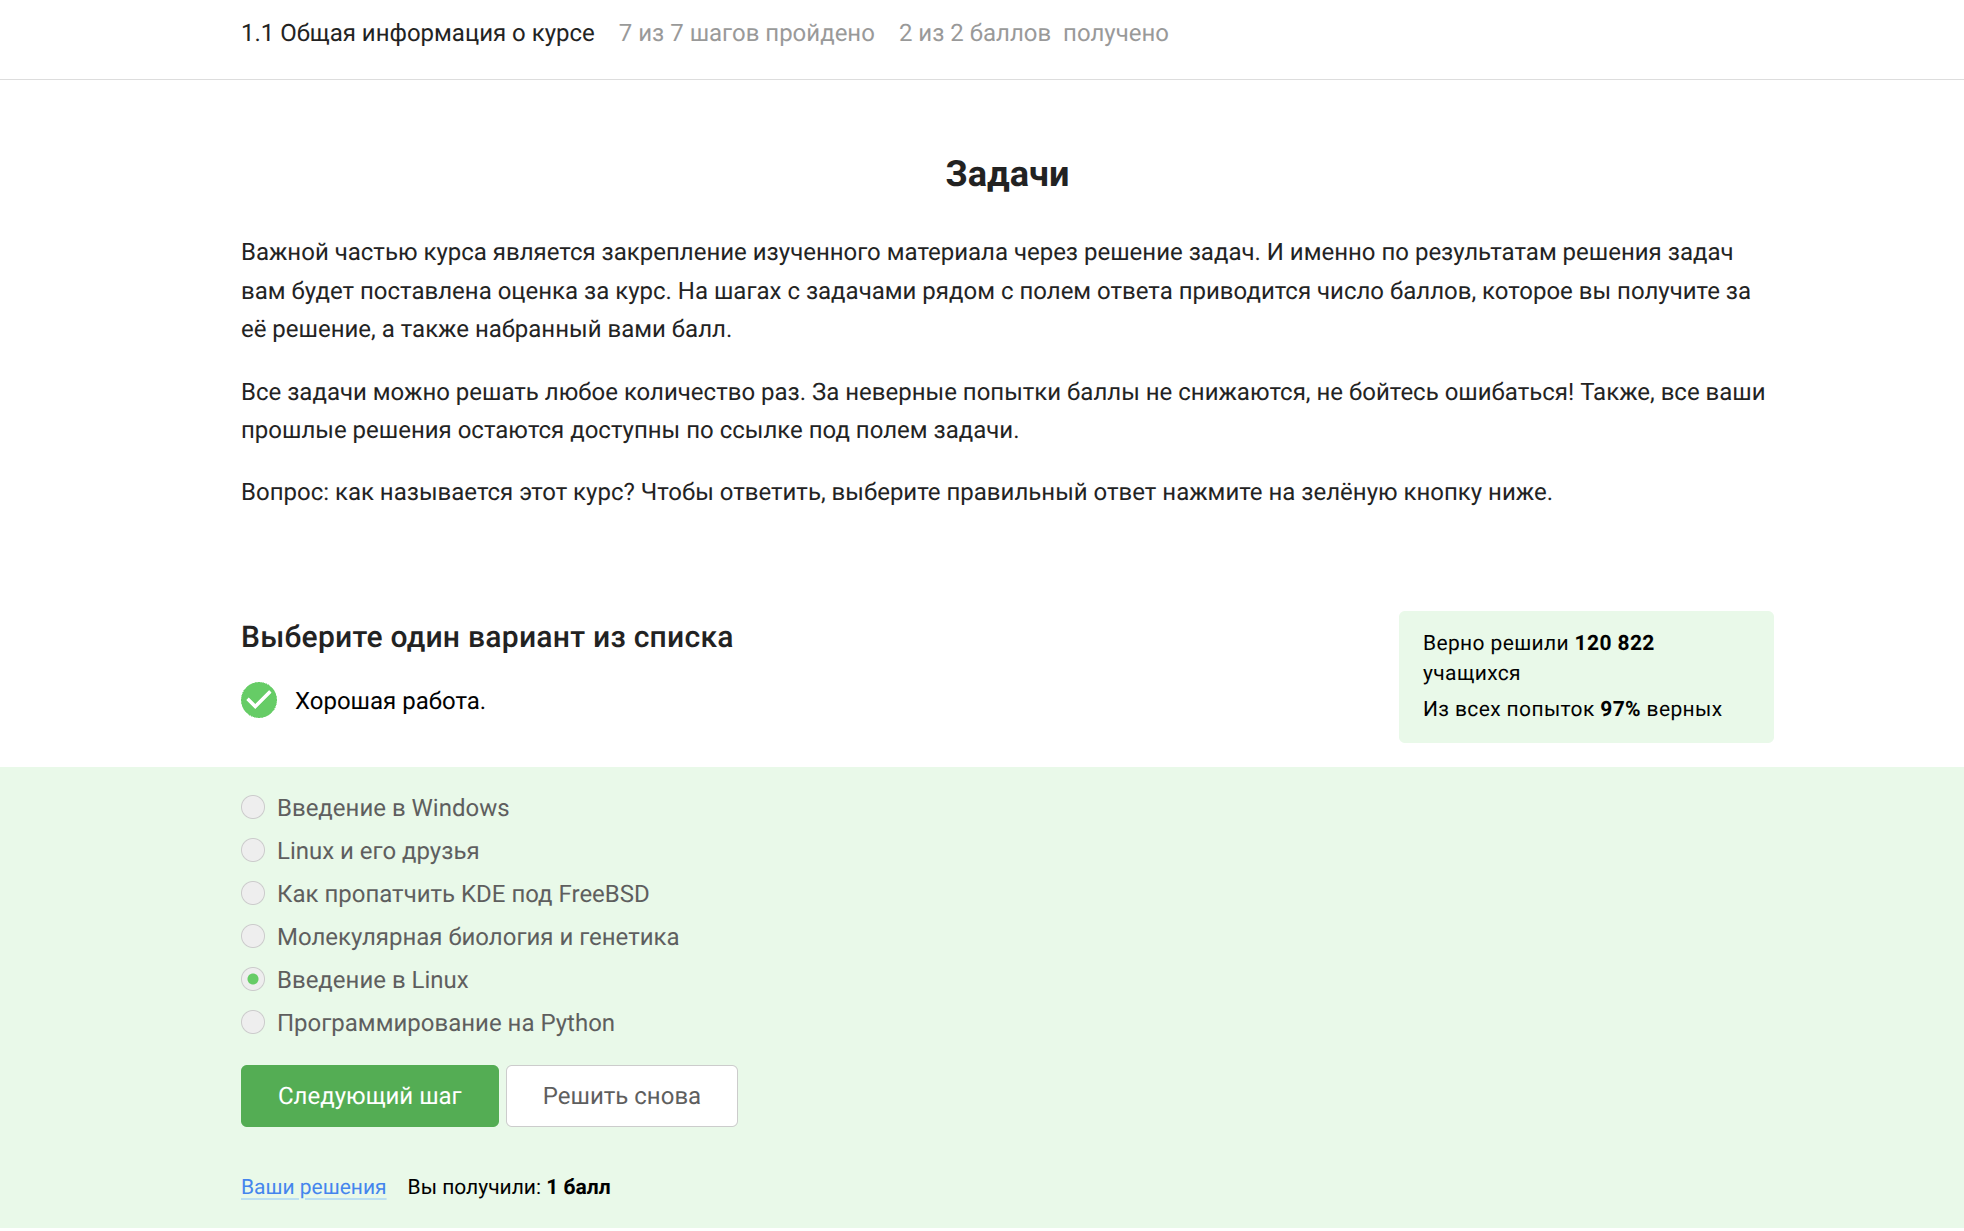 1.1 Общая информация о курсе 7 из 7 шагов пройдено 2 из 2 баллов получено
Задачи
Важной частью курса является закрепление изученного материала через решение задач. И именно по результатам решения задач
вам будет поставлена оценка за курс. На шагах с задачами рядом с полем ответа приводится число баллов, которое вы получите за
её решение, а также набранный вами балл.
Все задачи можно решать любое количество раз. За неверные попытки баллы не снижаются, не бойтесь ошибаться! Также, все ваши
прошлые решения остаются доступны по ссылке под полем задачи.
Вопрос: как называется этот курс? Чтобы ответить, выберите правильный ответ нажмите на зелёную кнопку ниже.
Выберите один вариант из списка
Хорошая работа.
Верно решили 120 822
учащихся
Из всех попыток 97% верных
Введение в Windows
Linux и его друзья
Как пропатчить KDE под FreeBSD
Молекулярная биология и генетика
Введение в Linux
Программирование на Python
Следующий шаг Решить снова
Ваши решения Вы получили: 1 балл